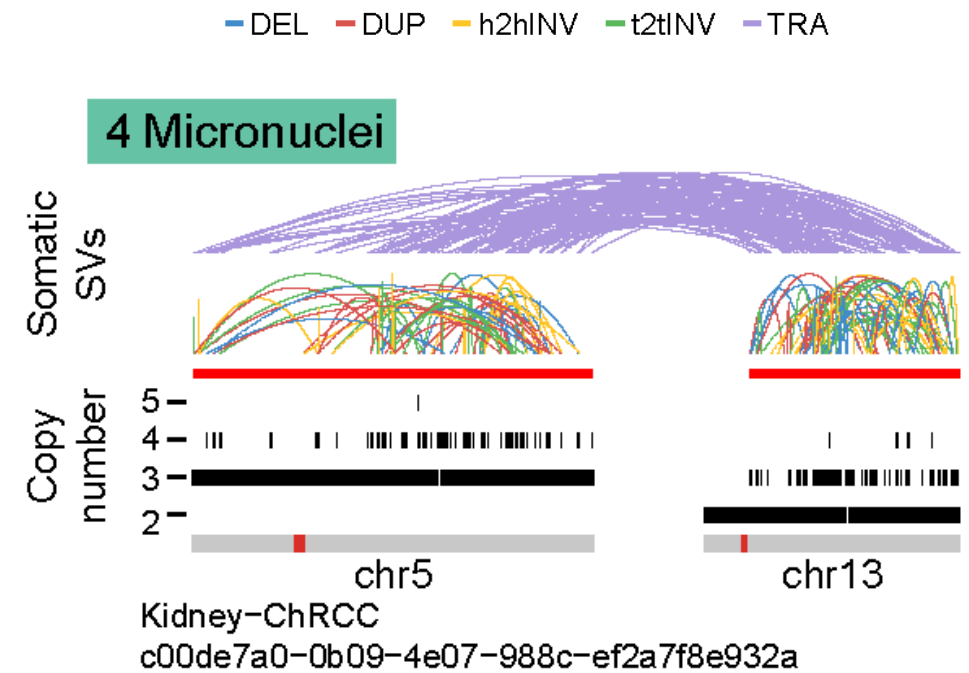 DEL DUP h2hINV t2tINV TRA
4 Micronuclei
Somatic
SVs
Copy
number
5
4
3
2
chr5 chr13
Kidney-ChRCC
c00de7a0-0b09-4e07-988c-ef2a7f8e932a